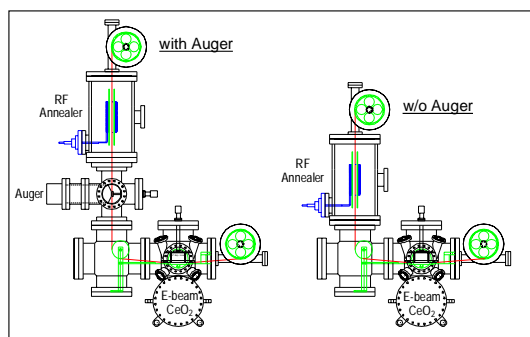 with Auger
RF
Annealer
Auger
E-beam
CeO₂
w/o Auger
RF
Annealer
E-beam
CeO₂